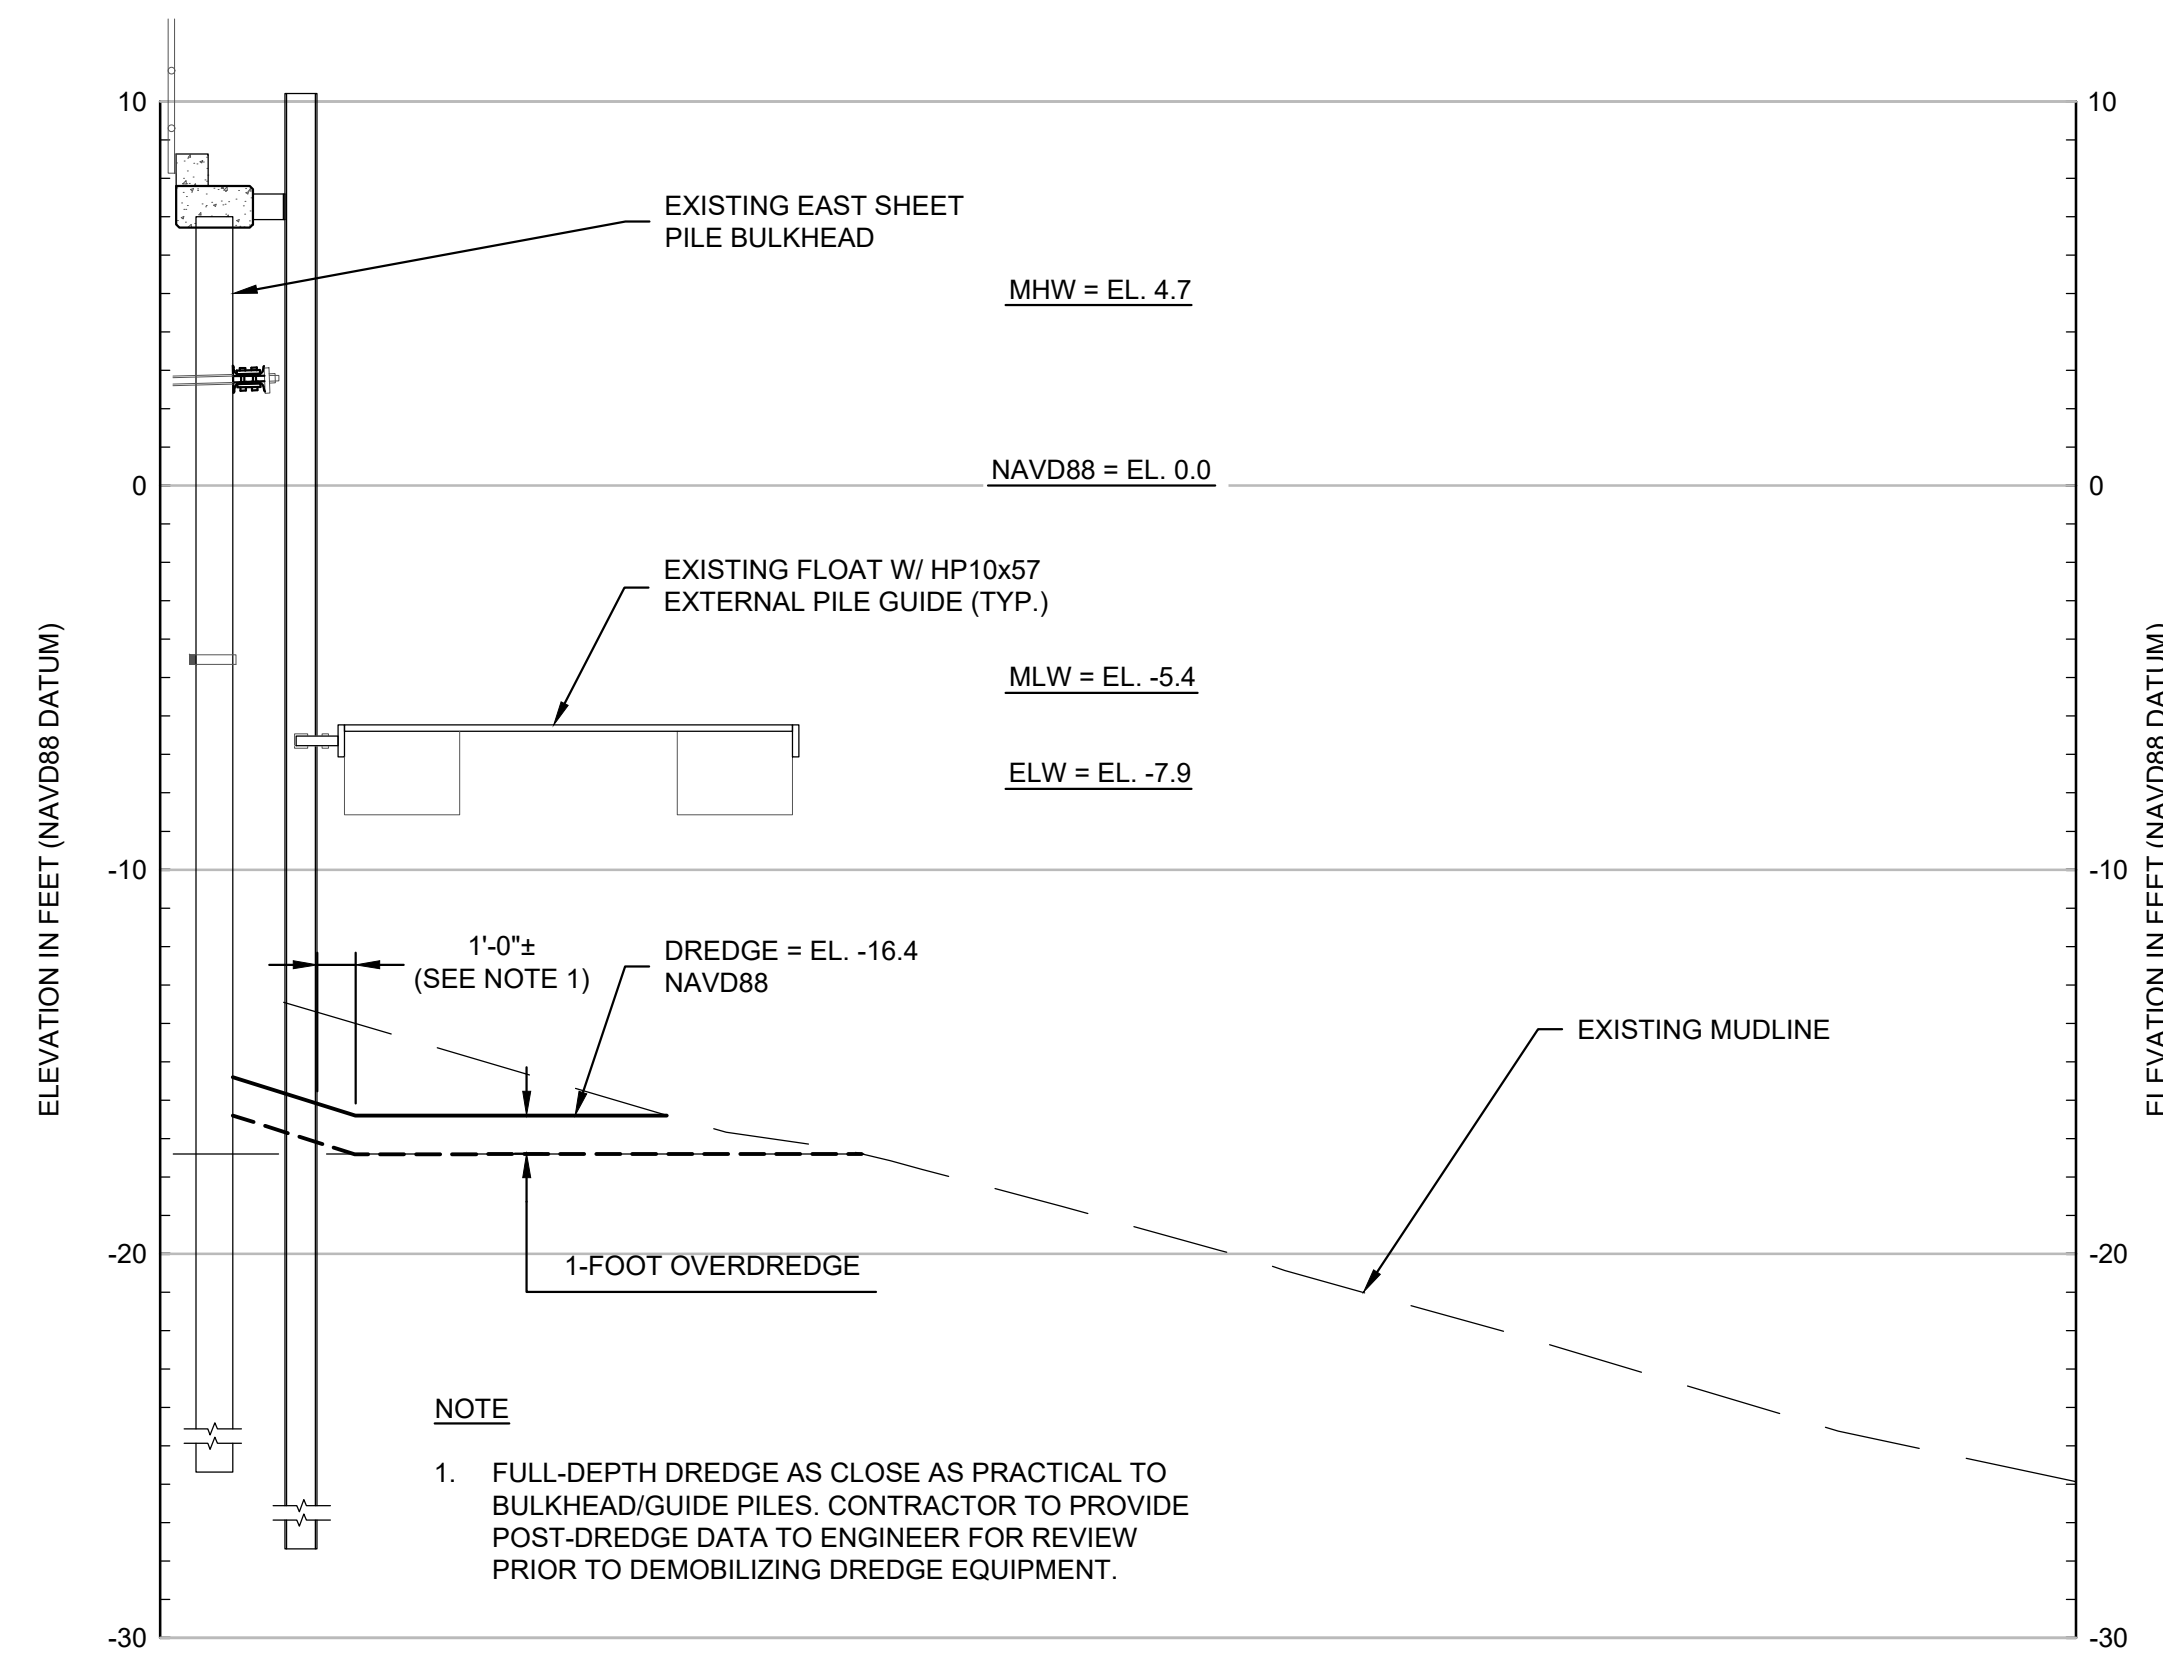 10
10
EXISTING EAST SHEET
PILE BULKHEAD
MHW = EL. 4.7
NAVD88 = EL. 0.0
0
0
EXISTING FLOAT W/ HP10x57
EXTERNAL PILE GUIDE (TYP.)
MLW = EL. -5.4
ELW = EL. -7.9
ELEVATION IN FEET (NAVD88 DATUM)
ELEVATION IN FEET (NAVD88 DATUM)
-10
-10
1'-0"±
(SEE NOTE 1)
DREDGE = EL. -16.4
NAVD88
EXISTING MUDLINE
-20
-20
1-FOOT OVERDREDGE
NOTE
1. FULL-DEPTH DREDGE AS CLOSE AS PRACTICAL TO
BULKHEAD/GUIDE PILES. CONTRACTOR TO PROVIDE
POST-DREDGE DATA TO ENGINEER FOR REVIEW
PRIOR TO DEMOBILIZING DREDGE EQUIPMENT.
-30
-30